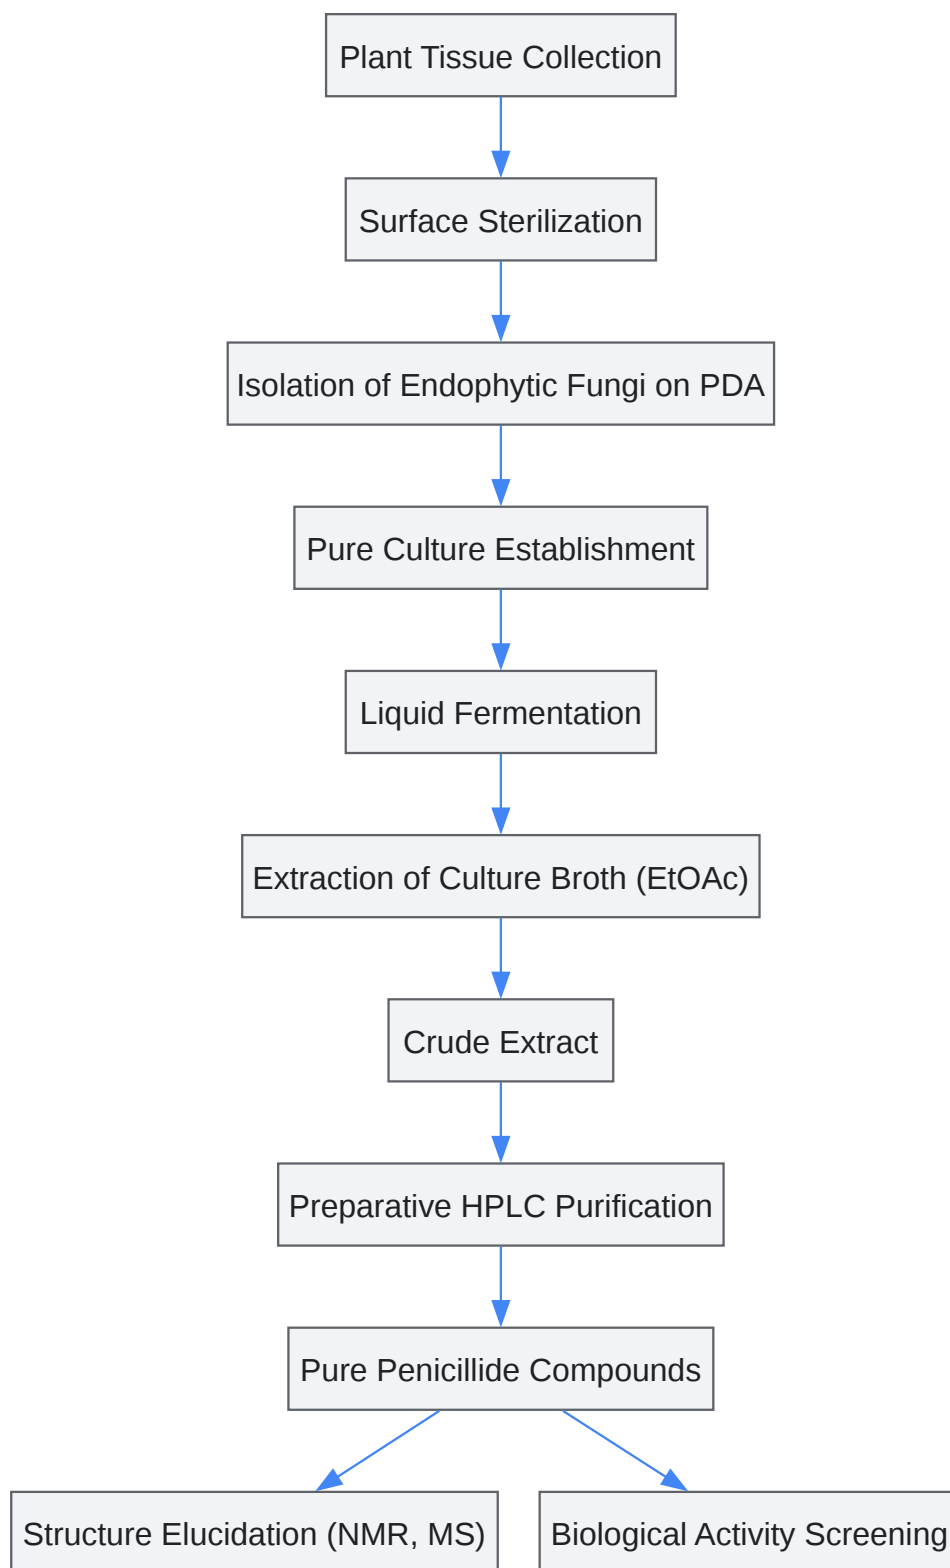 Plant Tissue Collection
Surface Sterilization
Isolation of Endophytic Fungi on PDA
Pure Culture Establishment
Liquid Fermentation
Extraction of Culture Broth (EtOAc)
Crude Extract
Preparative HPLC Purification
Pure Penicillide Compounds
Structure Elucidation (NMR, MS)
Biological Activity Screening